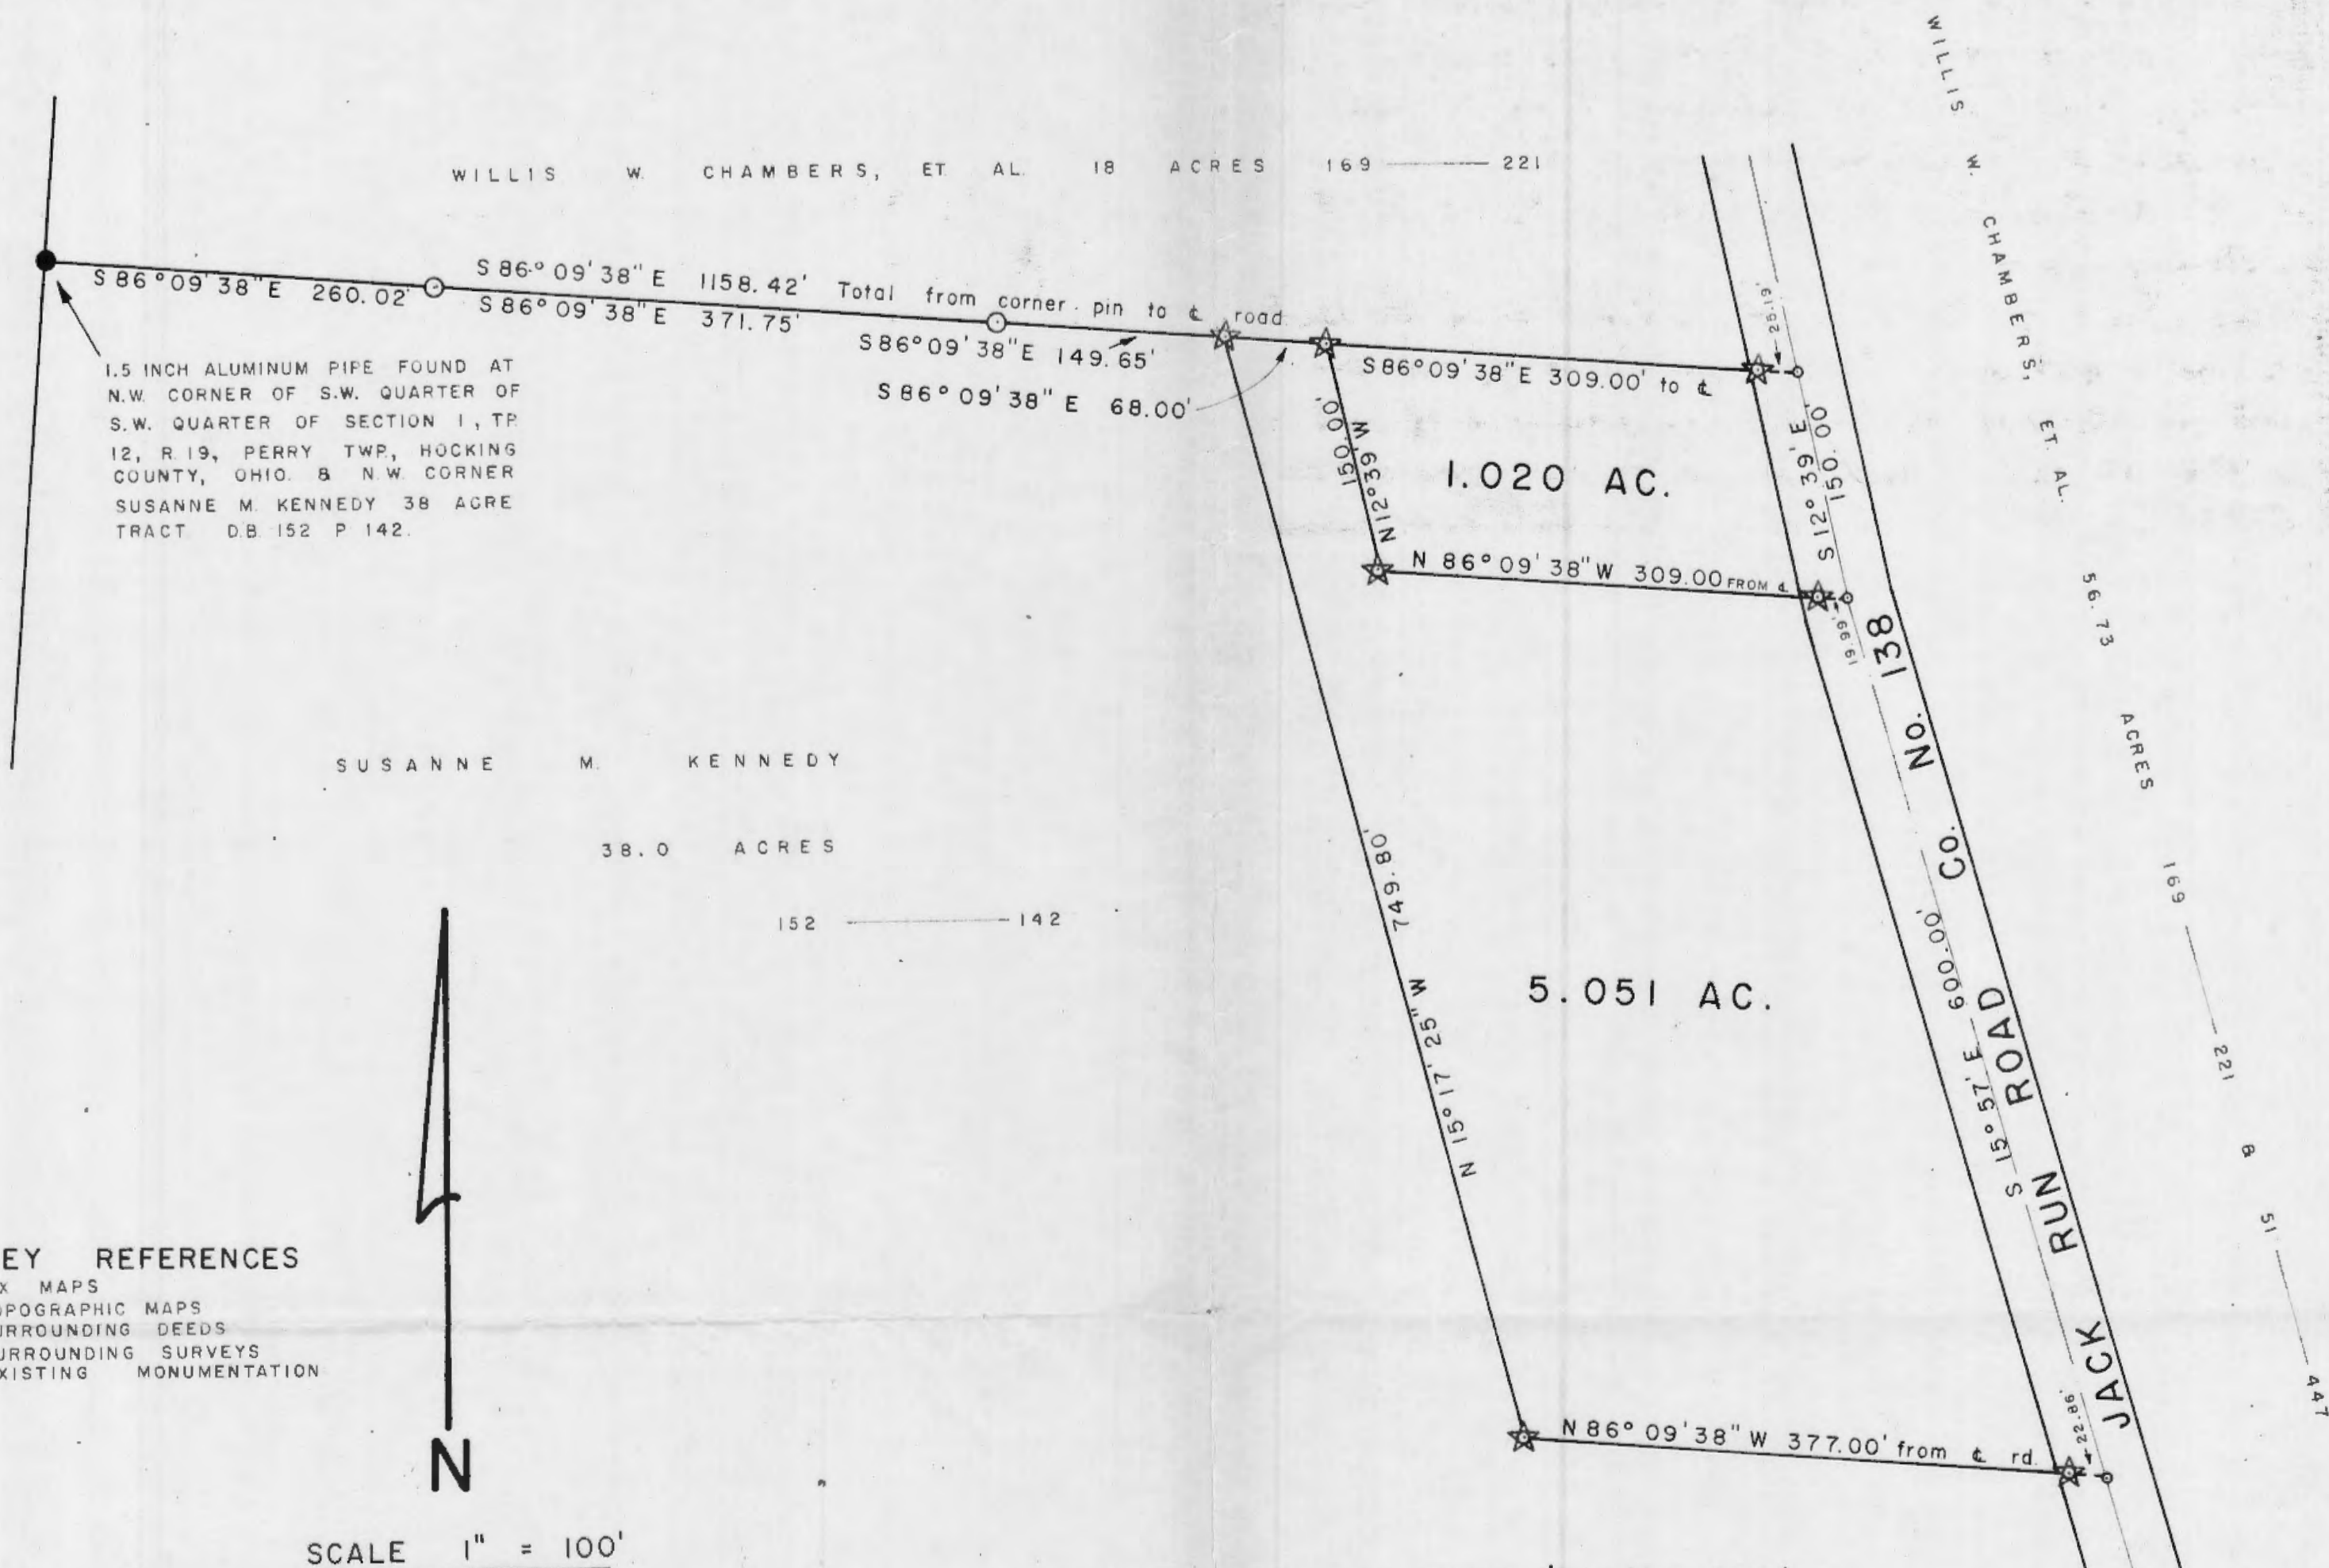 WILLIS W. CHAMBERS, ET AL. 18 ACRES 169 — 221
S 86° 09' 38" E 260.02'
S 86° 09' 38" E 1158.42' Total from corner pin to ℄ road
S 86° 09' 38" E 371.75'
S 86° 09' 38" E 149.65'
S 86° 09' 38" E 68.00'
S 86° 09' 38" E 309.00' to ℄
25.19'
1.5 INCH ALUMINUM PIPE FOUND AT
N.W. CORNER OF S.W. QUARTER OF
S.W. QUARTER OF SECTION 1, TP.
12, R. 19, PERRY TWP., HOCKING
COUNTY, OHIO. & N.W. CORNER
SUSANNE M. KENNEDY 38 ACRE
TRACT D.B. 152 P. 142.
150.00'
N 12° 39' W
1.020 AC.
S 12° 39' E
150.00'
N 86° 09' 38" W 309.00 FROM ℄
19.99'
SUSANNE M. KENNEDY
38.0 ACRES
152 — 142
N 15° 17' 25" W 749.80'
5.051 AC.
S 15° 57' E 600.00'
JACK RUN ROAD CO. No. 138
WILLIS W. CHAMBERS, ET. AL. 56.73 ACRES 169 — 221 & 51 — 447
N 86° 09' 38" W 377.00' from ℄ rd.
22.86'
EY REFERENCES
X MAPS
OPOGRAPHIC MAPS
URROUNDING DEEDS
URROUNDING SURVEYS
XISTING MONUMENTATION
N
SCALE 1" = 100'